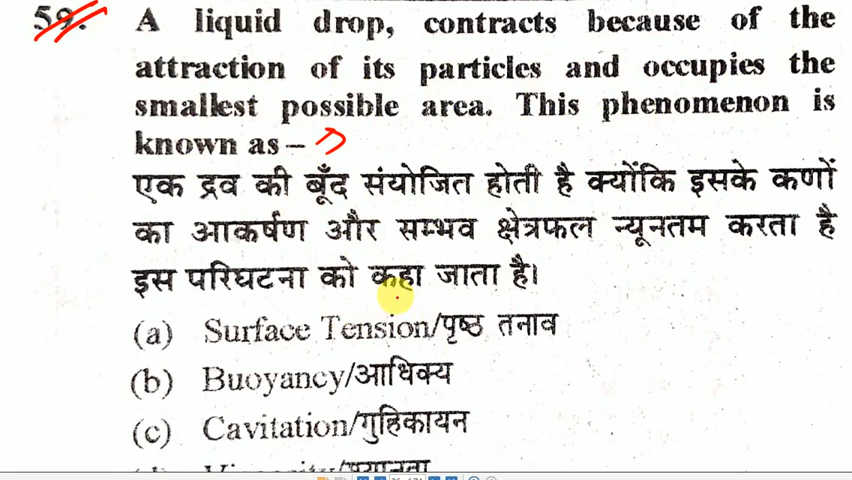 59. A liquid drop, contracts because of the
attraction of its particles and occupies the
smallest possible area. This phenomenon is
known as –
एक द्रव की बूँद संयोजित होती है क्योंकि इसके कणों
का आकर्षण और सम्भव क्षेत्रफल न्यूनतम करता है
इस परिघटना को कहा जाता है।
(a) Surface Tension/पृष्ठ तनाव
(b) Buoyancy/आधिक्य
(c) Cavitation/गुहिकायन